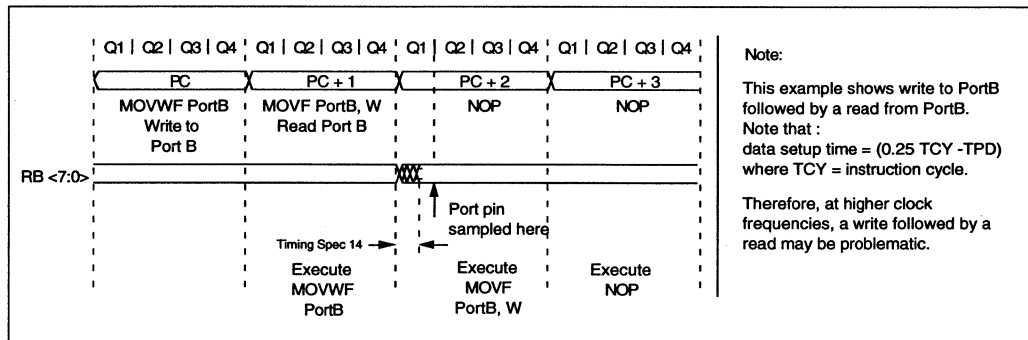 Q1 | Q2 | Q3 | Q4 | Q1 | Q2 | Q3 | Q4 | Q1 | Q2 | Q3 | Q4 | Q1 | Q2 | Q3 | Q4
PC PC + 1 PC + 2 PC + 3
MOVWF PortB MOVF PortB, W NOP NOP
Write to Read Port B
Port B
RB <7:0>
Port pin
sampled here
Timing Spec 14
Execute Execute Execute
MOVWF MOVF NOP
PortB PortB, W
Note:
This example shows write to PortB
followed by a read from PortB.
Note that :
data setup time = (0.25 TCY -TPD)
where TCY = instruction cycle.
Therefore, at higher clock
frequencies, a write followed by a
read may be problematic.